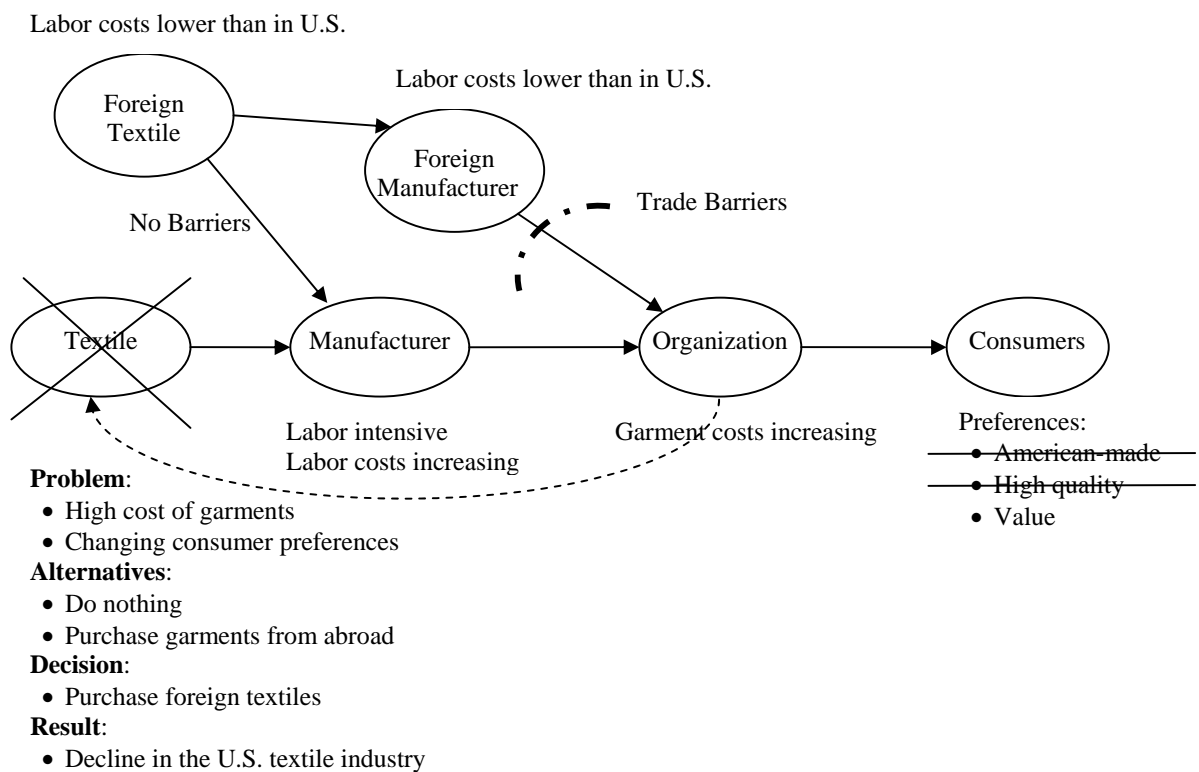 Labor costs lower than in U.S.
Labor costs lower than in U.S.
Foreign
Textile
Foreign
Manufacturer
Trade Barriers
No Barriers
Textile
Manufacturer
Organization
Consumers
Labor intensive
Labor costs increasing
Garment costs increasing
Preferences:
• American-made
• High quality
• Value
Problem:
• High cost of garments
• Changing consumer preferences
Alternatives:
• Do nothing
• Purchase garments from abroad
Decision:
• Purchase foreign textiles
Result:
• Decline in the U.S. textile industry